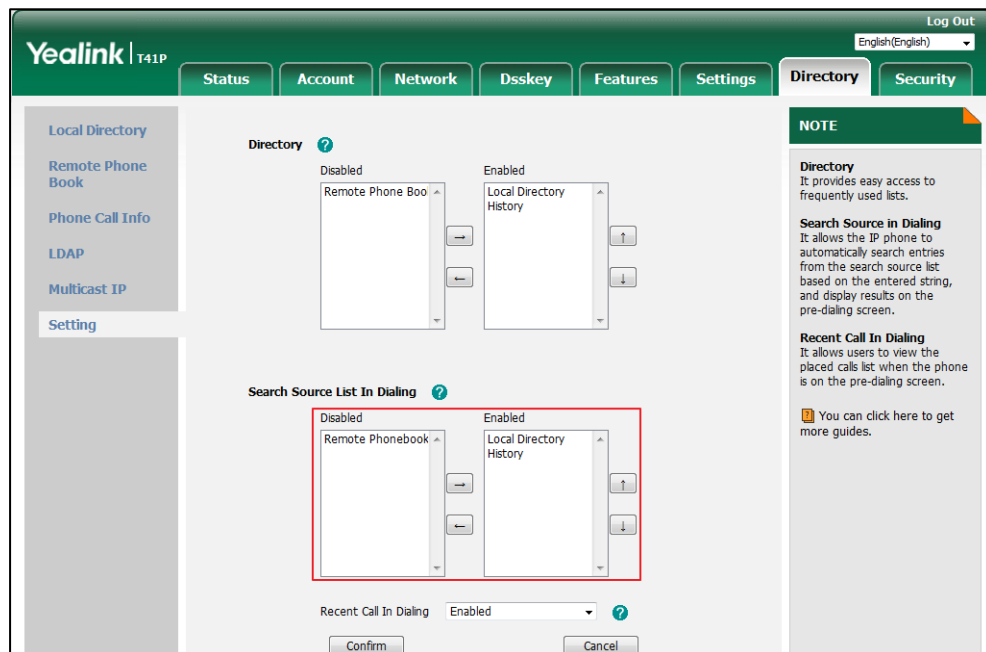 Log Out
English(English)
Yealink T41P
Status Account Network Dsskey Features Settings Directory Security
Local Directory
Remote Phone
Book
Phone Call Info
LDAP
Multicast IP
Setting
Directory ?
Disabled Enabled
Remote Phone Boo Local Directory
History
→ ↑
← ↓
Search Source List In Dialing ?
Disabled Enabled
Remote Phonebook Local Directory
History
→ ↑
← ↓
Recent Call In Dialing Enabled ?
Confirm Cancel
NOTE
Directory
It provides easy access to
frequently used lists.
Search Source in Dialing
It allows the IP phone to
automatically search entries
from the search source list
based on the entered string,
and display results on the
pre-dialing screen.
Recent Call In Dialing
It allows users to view the
placed calls list when the phone
is on the pre-dialing screen.
? You can click here to get
more guides.